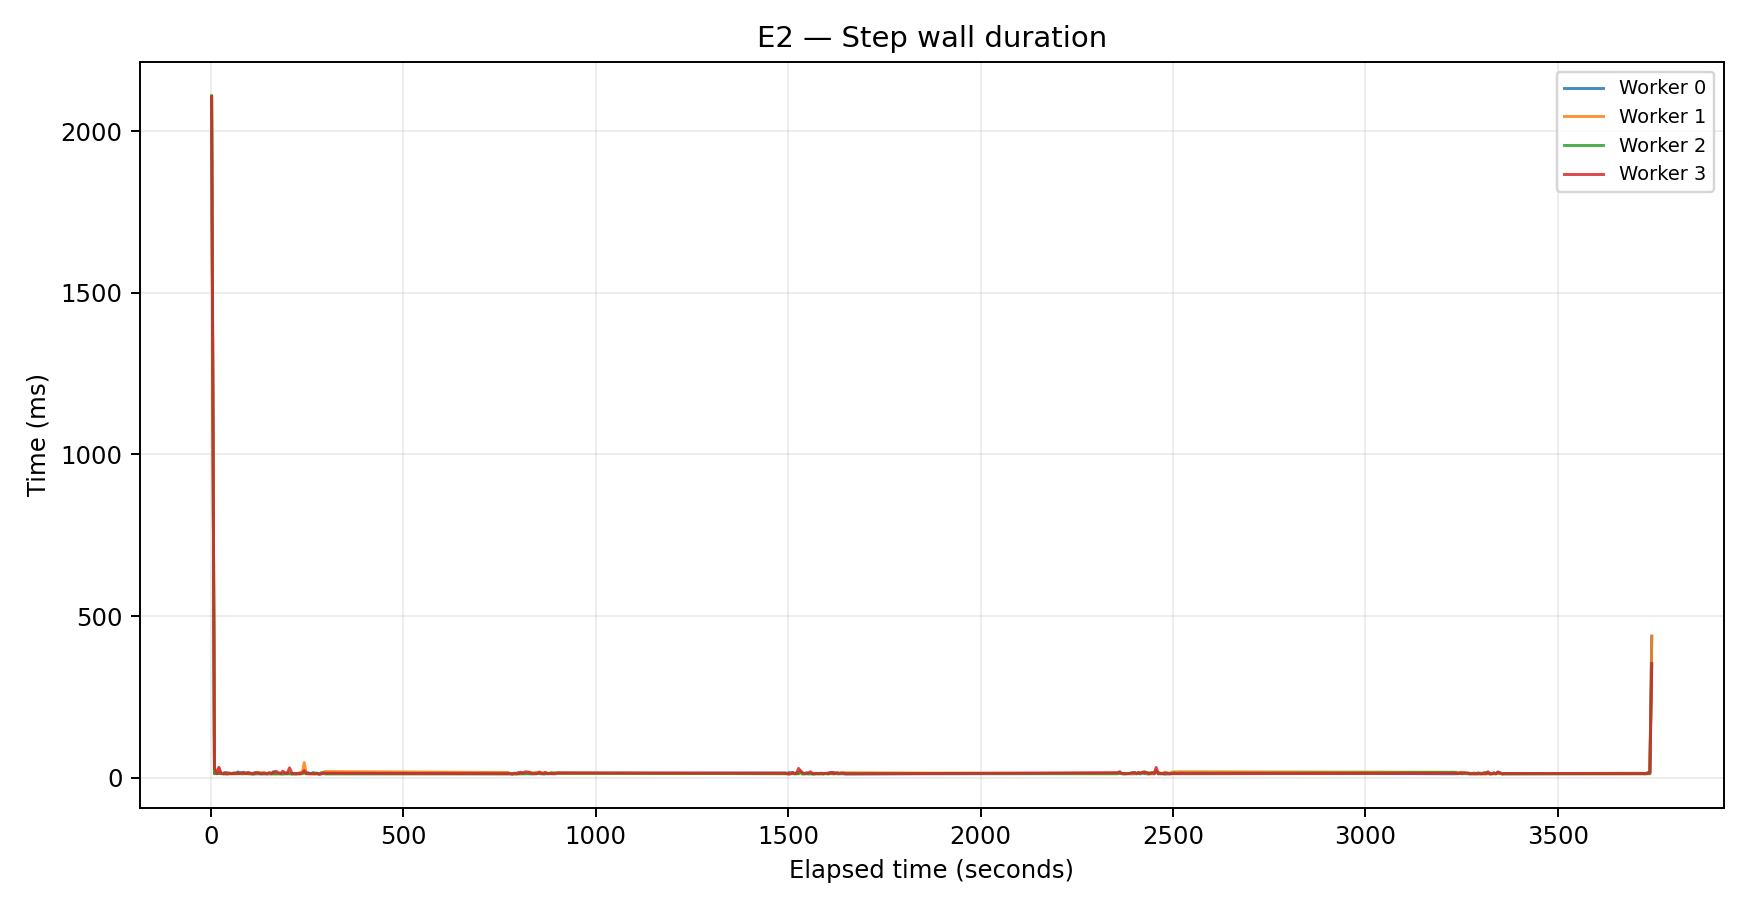 E2 — Step wall duration
Worker 0
Worker 1
Worker 2
Worker 3
Time (ms)
2000
1500
1000
500
0
0 500 1000 1500 2000 2500 3000 3500
Elapsed time (seconds)